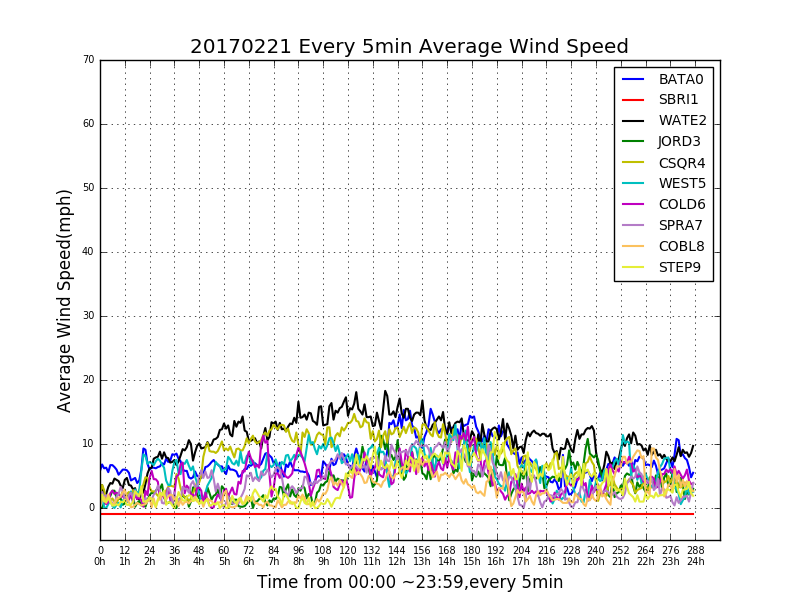 20170221 Every 5min Average Wind Speed
70
60
50
40
30
20
10
0
Average Wind Speed(mph)
BATA0
SBRI1
WATE2
JORD3
CSQR4
WEST5
COLD6
SPRA7
COBL8
STEP9
0 12 24 36 48 60 72 84 96 108 120 132 144 156 168 180 192 204 216 228 240 252 264 276 288
0h 1h 2h 3h 4h 5h 6h 7h 8h 9h 10h 11h 12h 13h 14h 15h 16h 17h 18h 19h 20h 21h 22h 23h 24h
Time from 00:00 ~23:59,every 5min